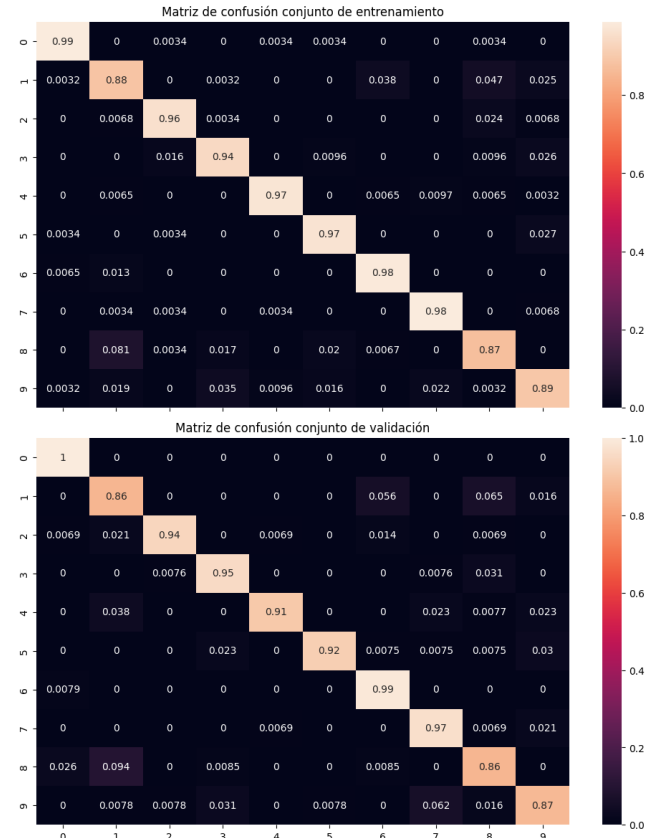 Matriz de confusión conjunto de entrenamiento
0 0.99 0 0.0034 0 0.0034 0.0034 0 0 0.0034 0
1 0.0032 0.88 0 0.0032 0 0 0.038 0 0.047 0.025
0.8
2 0 0.0068 0.96 0.0034 0 0 0 0 0.024 0.0068
3 0 0 0.016 0.94 0 0.0096 0 0 0.0096 0.026
0.6
4 0 0.0065 0 0 0.97 0 0.0065 0.0097 0.0065 0.0032
5 0.0034 0 0.0034 0 0 0.97 0 0 0 0.027
0.4
6 0.0065 0.013 0 0 0 0 0.98 0 0 0
7 0 0.0034 0.0034 0 0.0034 0 0 0.98 0 0.0068
0.2
8 0 0.081 0.0034 0.017 0 0.02 0.0067 0 0.87 0
9 0.0032 0.019 0 0.035 0.0096 0.016 0 0.022 0.0032 0.89
0.0
Matriz de confusión conjunto de validación
1.0
0 1 0 0 0 0 0 0 0 0 0
1 0 0.86 0 0 0 0 0.056 0 0.065 0.016
0.8
2 0.0069 0.021 0.94 0 0.0069 0 0.014 0 0.0069 0
3 0 0 0.0076 0.95 0 0 0 0.0076 0.031 0
0.6
4 0 0.038 0 0 0.91 0 0 0.023 0.0077 0.023
5 0 0 0 0.023 0 0.92 0.0075 0.0075 0.0075 0.03
0.4
6 0.0079 0 0 0 0 0 0.99 0 0 0
7 0 0 0 0 0.0069 0 0 0.97 0.0069 0.021
0.2
8 0.026 0.094 0 0.0085 0 0 0.0085 0 0.86 0
9 0 0.0078 0.0078 0.031 0 0.0078 0 0.062 0.016 0.87
0.0
0 1 2 3 4 5 6 7 8 9